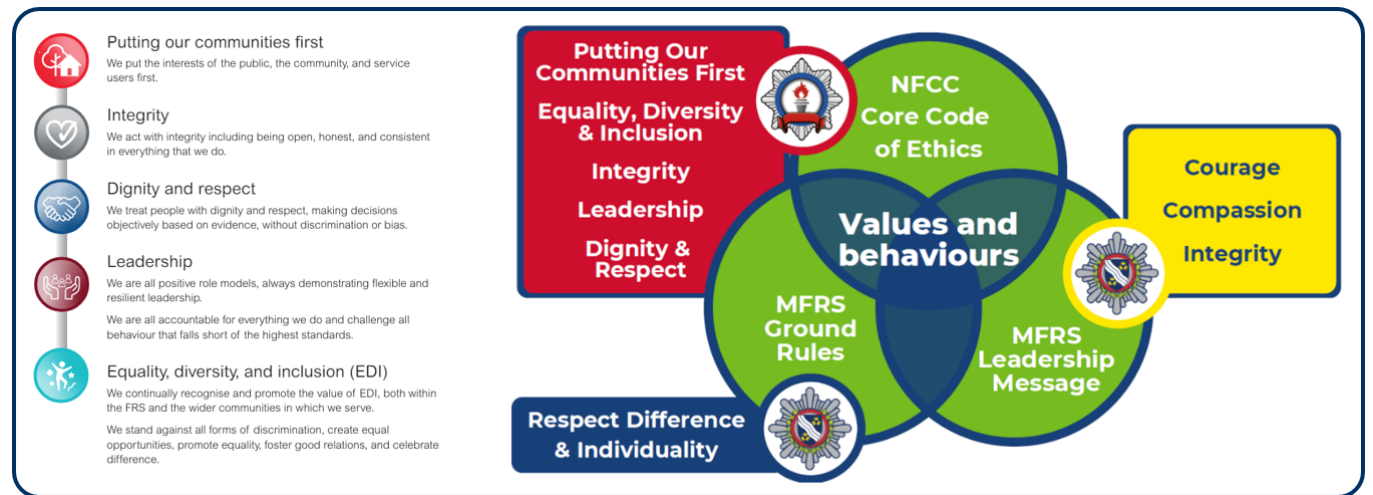 Putting our communities first
We put the interests of the public, the community, and service
users first.
Integrity
We act with integrity including being open, honest, and consistent
in everything that we do.
Dignity and respect
We treat people with dignity and respect, making decisions
objectively based on evidence, without discrimination or bias.
Leadership
We are all positive role models, always demonstrating flexible and
resilient leadership.
We are all accountable for everything we do and challenge all
behaviour that falls short of the highest standards.
Equality, diversity, and inclusion (EDI)
We continually recognise and promote the value of EDI, both within
the FRS and the wider communities in which we serve.
We stand against all forms of discrimination, create equal
opportunities, promote equality, foster good relations, and celebrate
difference.
Putting Our
Communities First
Equality, Diversity
& Inclusion
Integrity
Leadership
Dignity &
Respect
NFCC
Core Code
of Ethics
Values and
behaviours
MFRS
Ground
Rules
MFRS
Leadership
Message
Courage
Compassion
Integrity
Respect Difference
& Individuality